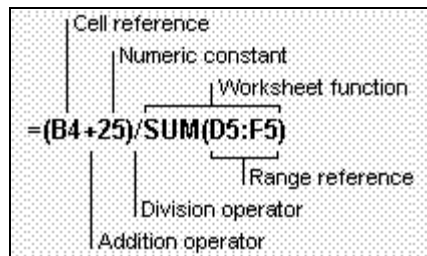 Cell reference
Numeric constant
Worksheet function
=(B4+25)/SUM(D5:F5)
Range reference
Division operator
Addition operator